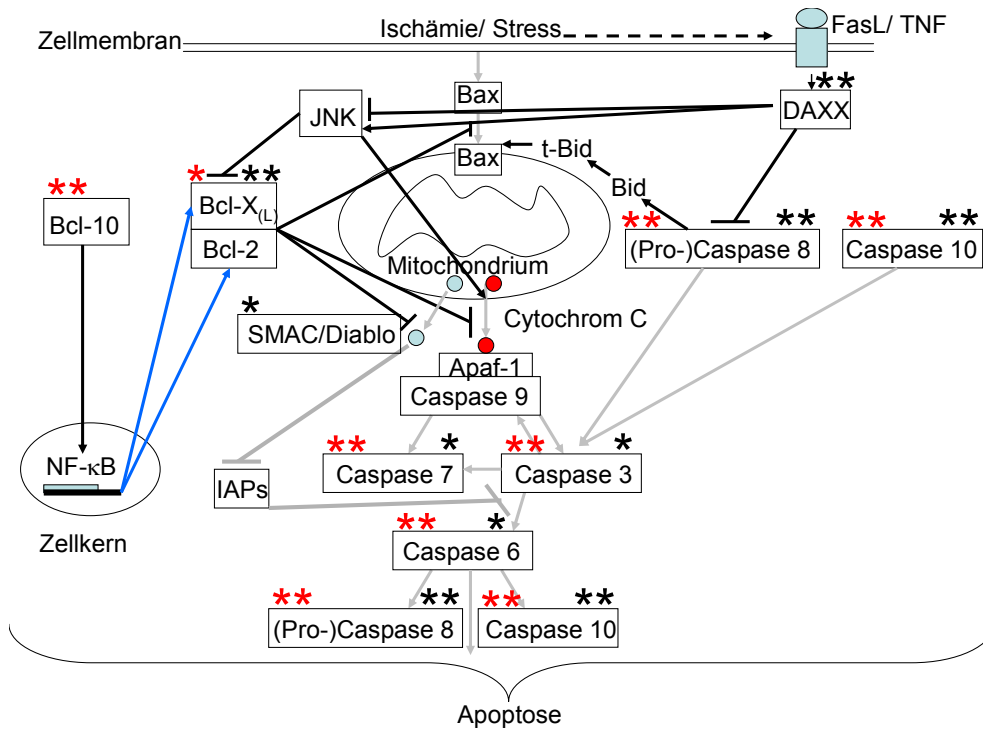 Ischämie/ Stress
FasL/ TNF
Zellmembran
**
Bax
DAXX
JNK
Bax
t-Bid
Bid
* **
** ** ** **
**
Bcl-10
Bcl-X(L)
Bcl-2
(Pro-)Caspase 8
Caspase 10
Mitochondrium
*
SMAC/Diablo
Cytochrom C
Apaf-1
Caspase 9
** * ** *
NF-κB
Caspase 7
Caspase 3
IAPs
** *
Zellkern
Caspase 6
** ** ** **
(Pro-)Caspase 8
Caspase 10
Apoptose